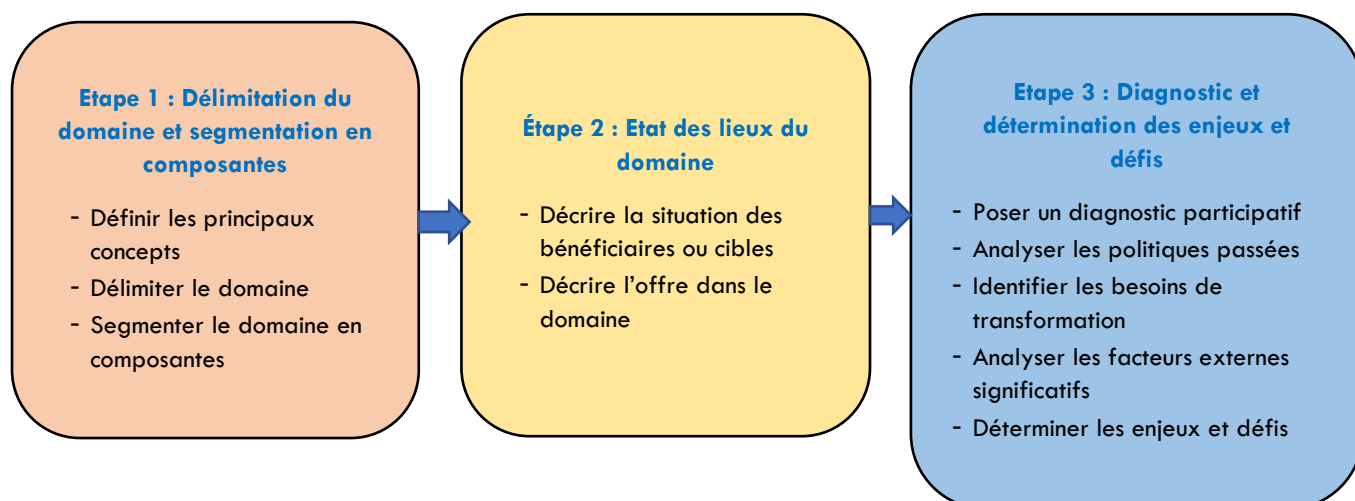 Etape 1 : Délimitation du
domaine et segmentation en
composantes
- Définir les principaux
concepts
- Délimiter le domaine
- Segmenter le domaine en
composantes
Étape 2 : Etat des lieux du
domaine
- Décrire la situation des
bénéficiaires ou cibles
- Décrire l’offre dans le
domaine
Etape 3 : Diagnostic et
détermination des enjeux et
défis
- Poser un diagnostic participatif
- Analyser les politiques passées
- Identifier les besoins de
transformation
- Analyser les facteurs externes
significatifs
- Déterminer les enjeux et défis